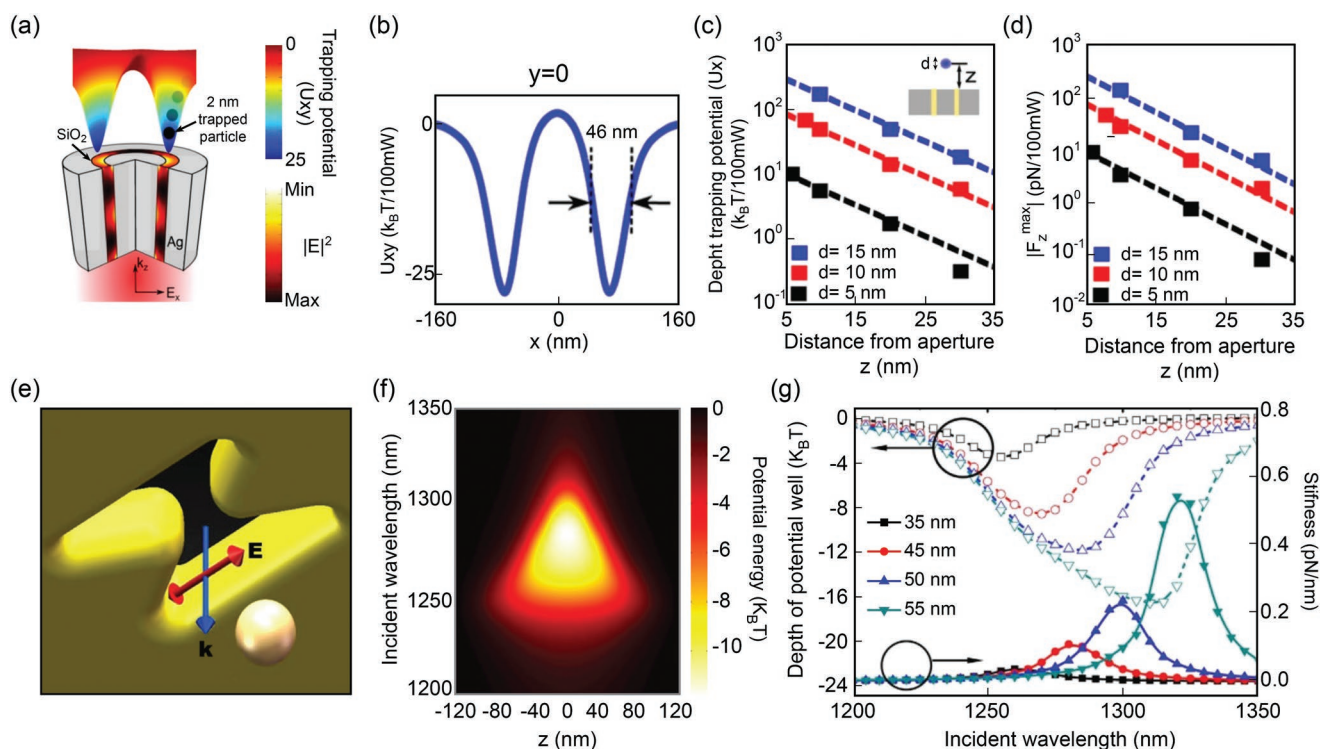 (a)
0
Trapping potential
(Uxy)
25
2 nm
trapped
particle
SiO2
Min
|E|²
Max
Ag
kz
Ex
(b)
y=0
46 nm
Uxy (kBT/100mW)
0
-25
-160
0
160
x (nm)
(c)
Depht trapping potential (Ux)
(kBT/100mW)
10³
10²
10¹
10⁰
10⁻¹
d
z
d= 15 nm
d= 10 nm
d= 5 nm
5
15
25
35
Distance from aperture
z (nm)
(d)
|Fz^max| (pN/100mW)
10³
10²
10¹
10⁰
10⁻¹
10⁻²
d= 15 nm
d= 10 nm
d= 5 nm
5
15
25
35
Distance from aperture
z (nm)
(e)
E
k
(f)
Incident wavelength (nm)
1350
1300
1250
1200
-120
-80
-40
0
40
80
120
z (nm)
0
-2
-4
-6
-8
-10
Potential energy (KBT)
(g)
Depth of potential well (KBT)
0
-4
-8
-12
-16
-20
-24
35 nm
45 nm
50 nm
55 nm
0.8
0.6
0.4
0.2
0.0
Stifness (pN/nm)
1200
1250
1300
1350
Incident wavelength (nm)